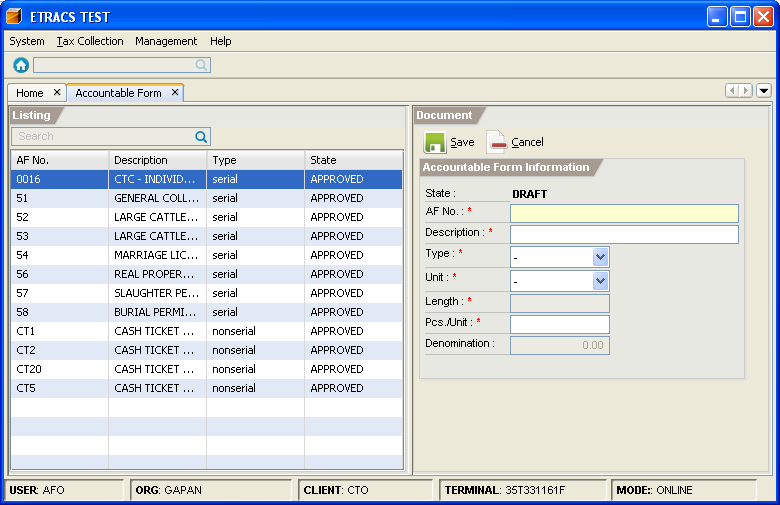 ETRACS TEST
System Tax Collection Management Help
Home Accountable Form
Listing
Search
AF No. Description Type State
0016 CTC - INDIVID... serial APPROVED
51 GENERAL COLL... serial APPROVED
52 LARGE CATTLE... serial APPROVED
53 LARGE CATTLE... serial APPROVED
54 MARRIAGE LIC... serial APPROVED
56 REAL PROPER... serial APPROVED
57 SLAUGHTER PE... serial APPROVED
58 BURIAL PERMI... serial APPROVED
CT1 CASH TICKET ... nonserial APPROVED
CT2 CASH TICKET ... nonserial APPROVED
CT20 CASH TICKET ... nonserial APPROVED
CT5 CASH TICKET ... nonserial APPROVED
Document
Save Cancel
Accountable Form Information
State : DRAFT
AF No. : *
Description : *
Type : * -
Unit : * -
Length : *
Pcs./Unit : *
Denomination : 0.00
USER: AFO ORG: GAPAN CLIENT: CTO TERMINAL: 35T331161F MODE:: ONLINE